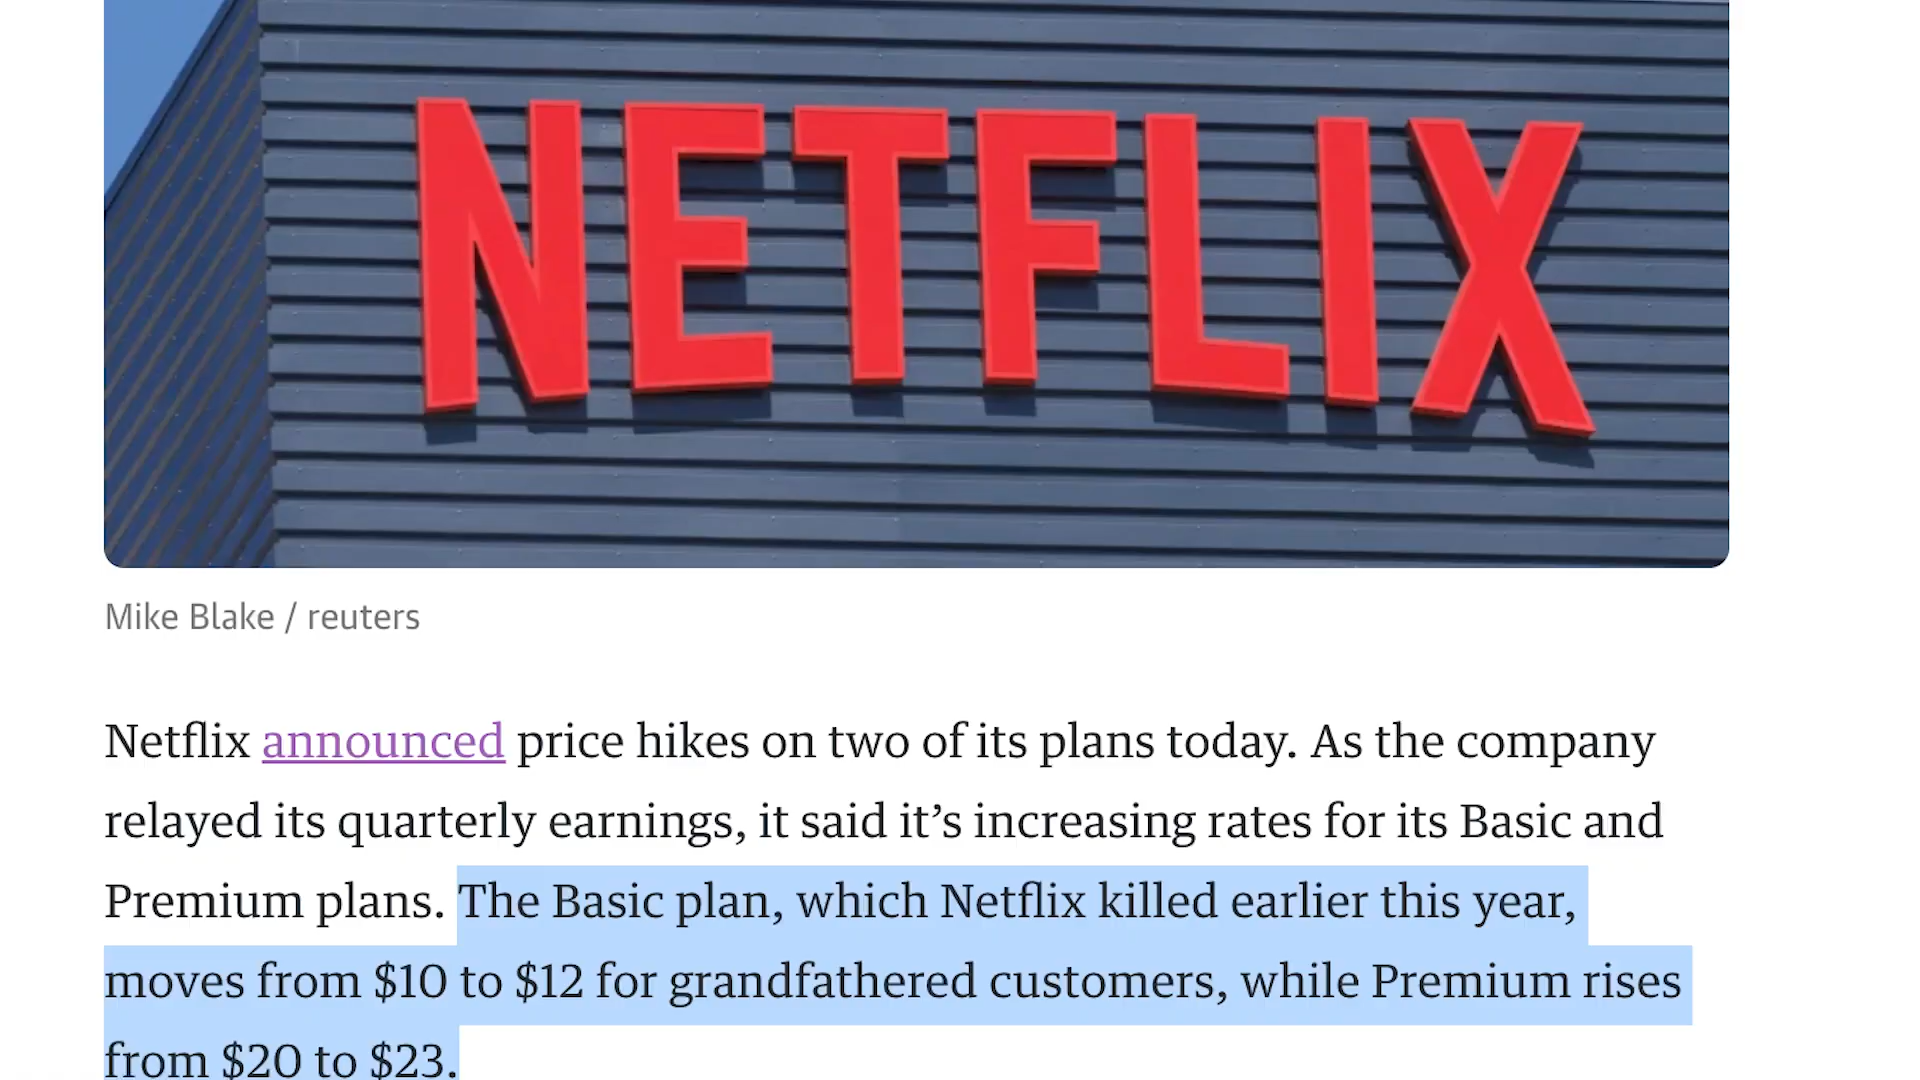 NETFLIX
Mike Blake / reuters
Netflix announced price hikes on two of its plans today. As the company
relayed its quarterly earnings, it said it’s increasing rates for its Basic and
Premium plans. The Basic plan, which Netflix killed earlier this year,
moves from $10 to $12 for grandfathered customers, while Premium rises
from $20 to $23.